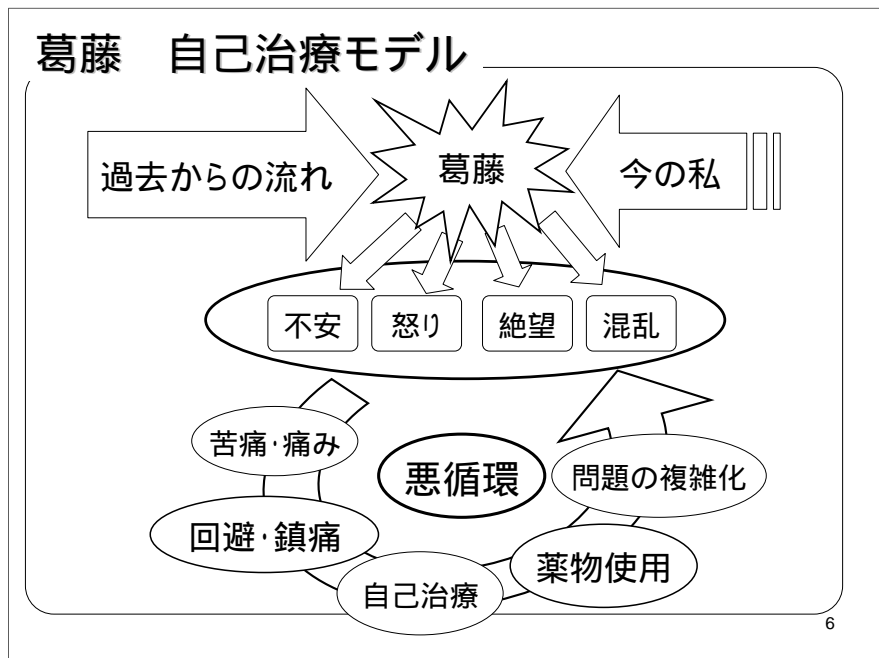 葛藤　自己治療モデル
過去からの流れ
葛藤
今の私
不安
怒り
絶望
混乱
苦痛・痛み
悪循環
問題の複雑化
回避・鎮痛
薬物使用
自己治療
6